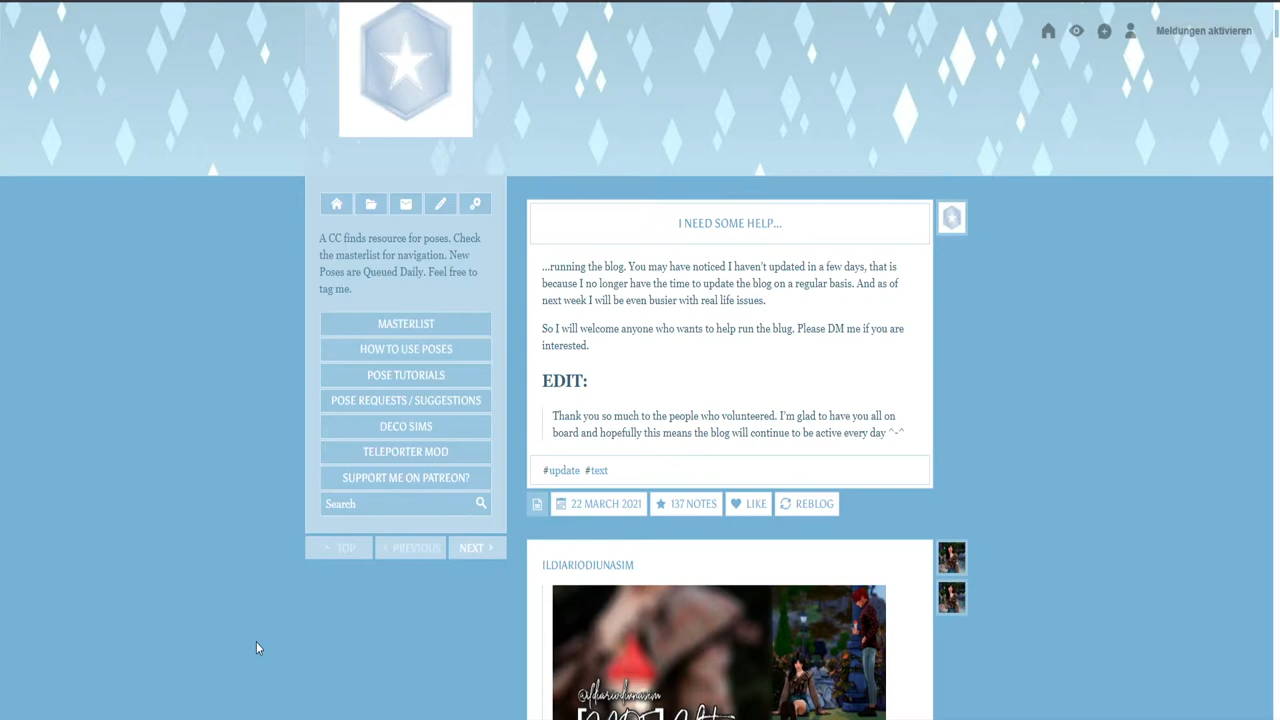 Meldungen aktivieren
A CC finds resource for poses. Check
the masterlist for navigation. New
Poses are Queued Daily. Feel free to
tag me.
MASTERLIST
HOW TO USE POSES
POSE TUTORIALS
POSE REQUESTS / SUGGESTIONS
DECO SIMS
TELEPORTER MOD
SUPPORT ME ON PATREON?
Search
TOP
PREVIOUS
NEXT
I NEED SOME HELP...
...running the blog. You may have noticed I haven't updated in a few days, that is
because I no longer have the time to update the blog on a regular basis. And as of
next week I will be even busier with real life issues.
So I will welcome anyone who wants to help run the blug. Please DM me if you are
interested.
EDIT:
Thank you so much to the people who volunteered. I'm glad to have you all on
board and hopefully this means the blog will continue to be active every day ^-^
#update #text
22 MARCH 2021
137 NOTES
LIKE
REBLOG
ILDIARIODIUNASIM
@ildiariodiunasim